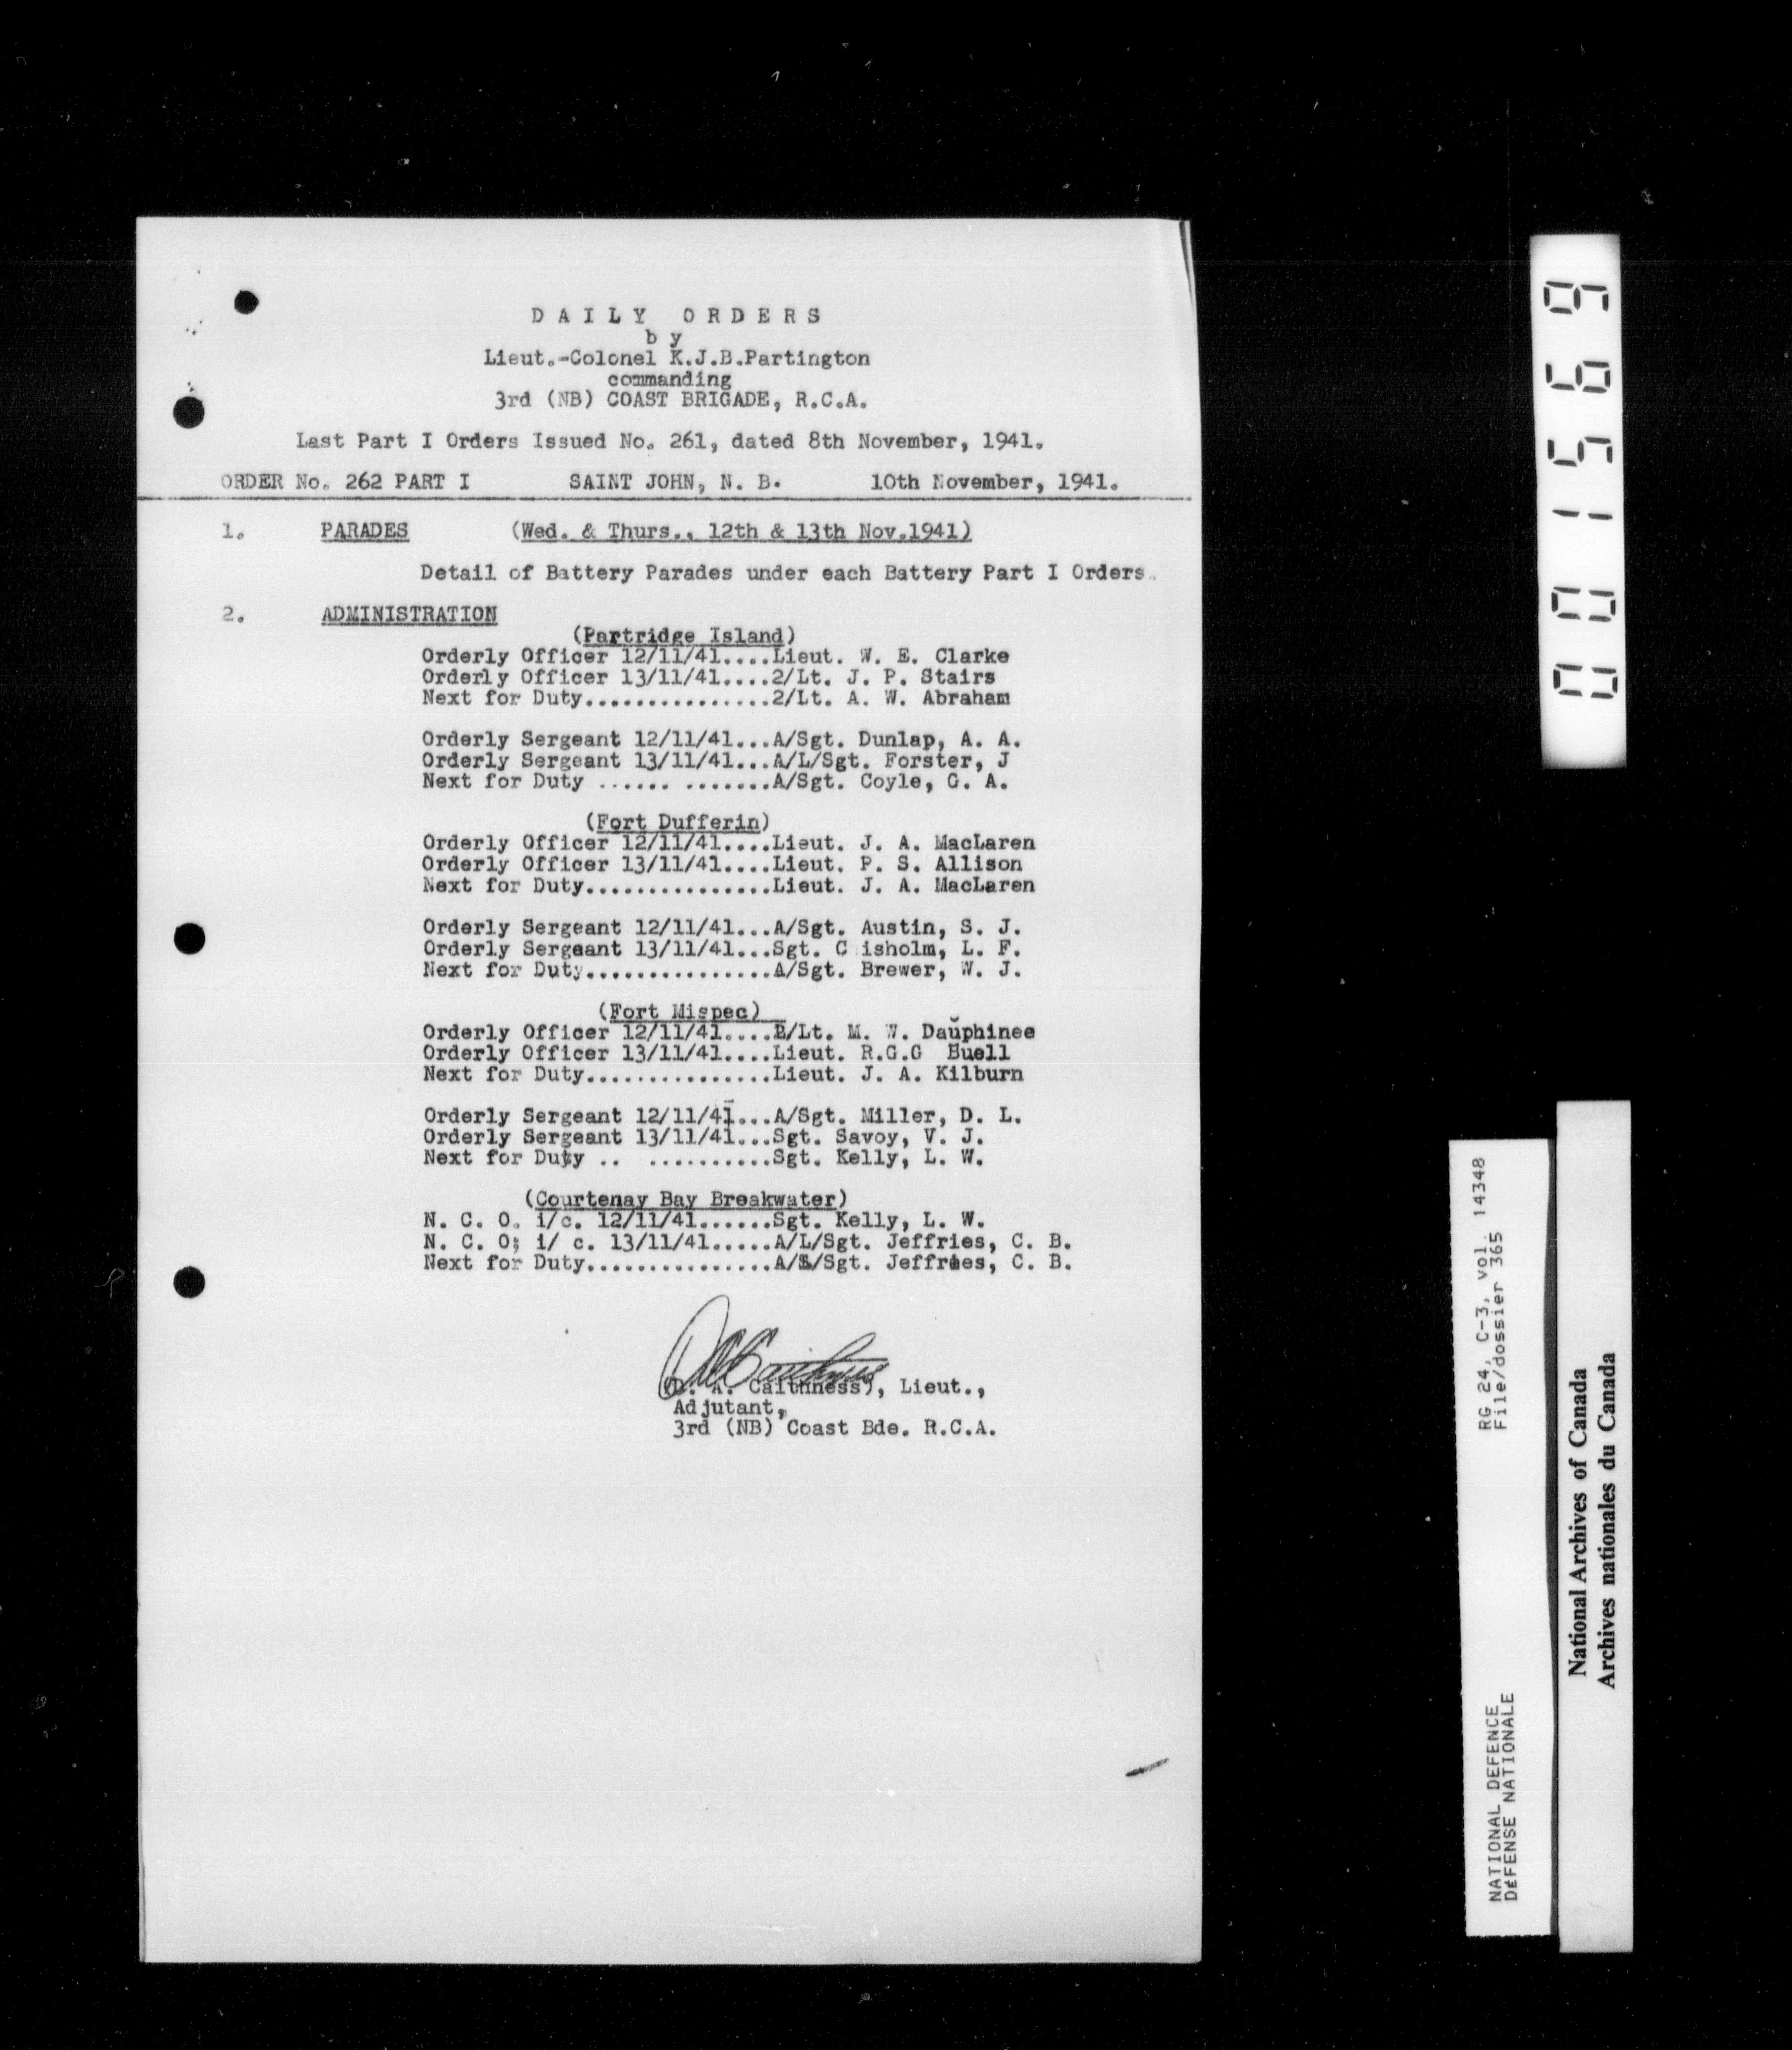 DAILY ORDERS
by
Lieut.-Colonel K.J.B.Partington
commanding
3rd (NB) COAST BRIGADE, R.C.A.
Last Part I Orders Issued No. 261, dated 8th November, 1941.
ORDER No. 262 PART I SAINT JOHN, N. B. 10th November, 1941.
1. PARADES (Wed. & Thurs., 12th & 13th Nov.1941)
Detail of Battery Parades under each Battery Part I Orders.
2. ADMINISTRATION
(Partridge Island)
Orderly Officer 12/11/41....Lieut. W. E. Clarke
Orderly Officer 13/11/41....2/Lt. J. P. Stairs
Next for Duty...............2/Lt. A. W. Abraham
Orderly Sergeant 12/11/41...A/Sgt. Dunlap, A. A.
Orderly Sergeant 13/11/41...A/L/Sgt. Forster, J
Next for Duty ...... .......A/Sgt. Coyle, G. A.
(Fort Dufferin)
Orderly Officer 12/11/41....Lieut. J. A. MacLaren
Orderly Officer 13/11/41....Lieut. P. S. Allison
Next for Duty...............Lieut. J. A. MacLaren
Orderly Sergeant 12/11/41...A/Sgt. Austin, S. J.
Orderly Sergeant 13/11/41...Sgt. C isholm, L. F.
Next for Duty...............A/Sgt. Brewer, W. J.
(Fort Mispec)
Orderly Officer 12/11/41....2/Lt. M. W. Dauphinee
Orderly Officer 13/11/41....Lieut. R.G.G Buell
Next for Duty...............Lieut. J. A. Kilburn
Orderly Sergeant 12/11/41...A/Sgt. Miller, D. L.
Orderly Sergeant 13/11/41...Sgt. Savoy, V. J.
Next for Duty .. ..........Sgt. Kelly, L. W.
(Courtenay Bay Breakwater)
N. C. O. i/c. 12/11/41......Sgt. Kelly, L. W.
N. C. O; i/ c. 13/11/41.....A/L/Sgt. Jeffries, C. B.
Next for Duty...............A/L/Sgt. Jeffries, C. B.
(D. A. Caithness), Lieut.,
Adjutant,
3rd (NB) Coast Bde. R.C.A.
001569
NATIONAL DEFENCE RG 24, C-3, vol. 14348
DÉFENSE NATIONALE File/dossier 365
National Archives of Canada
Archives nationales du Canada